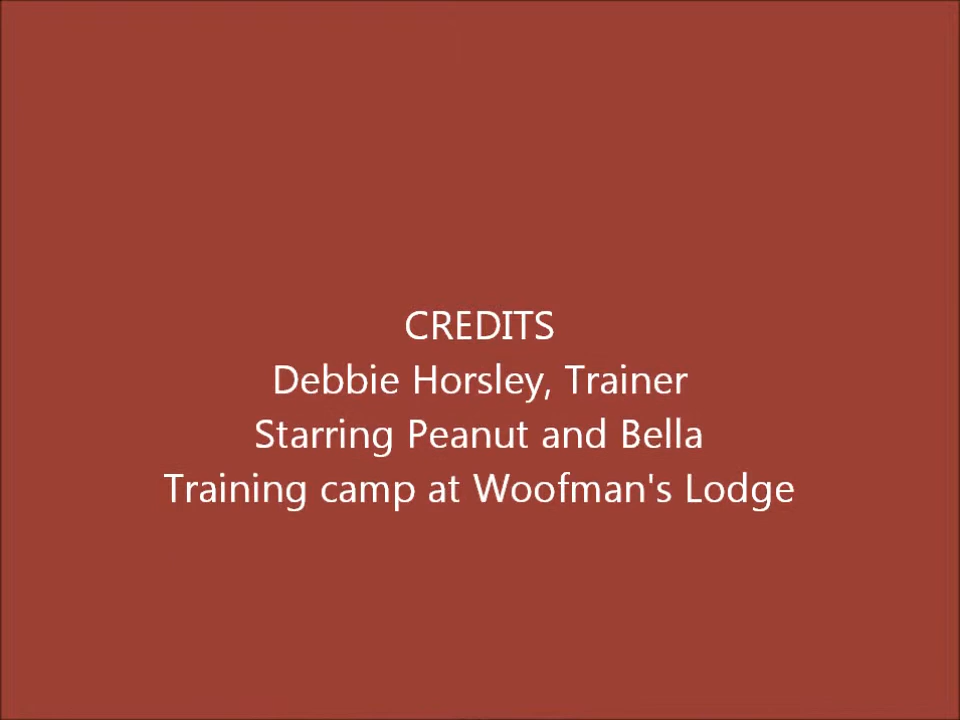 CREDITS
Debbie Horsley, Trainer
Starring Peanut and Bella
Training camp at Woofman's Lodge